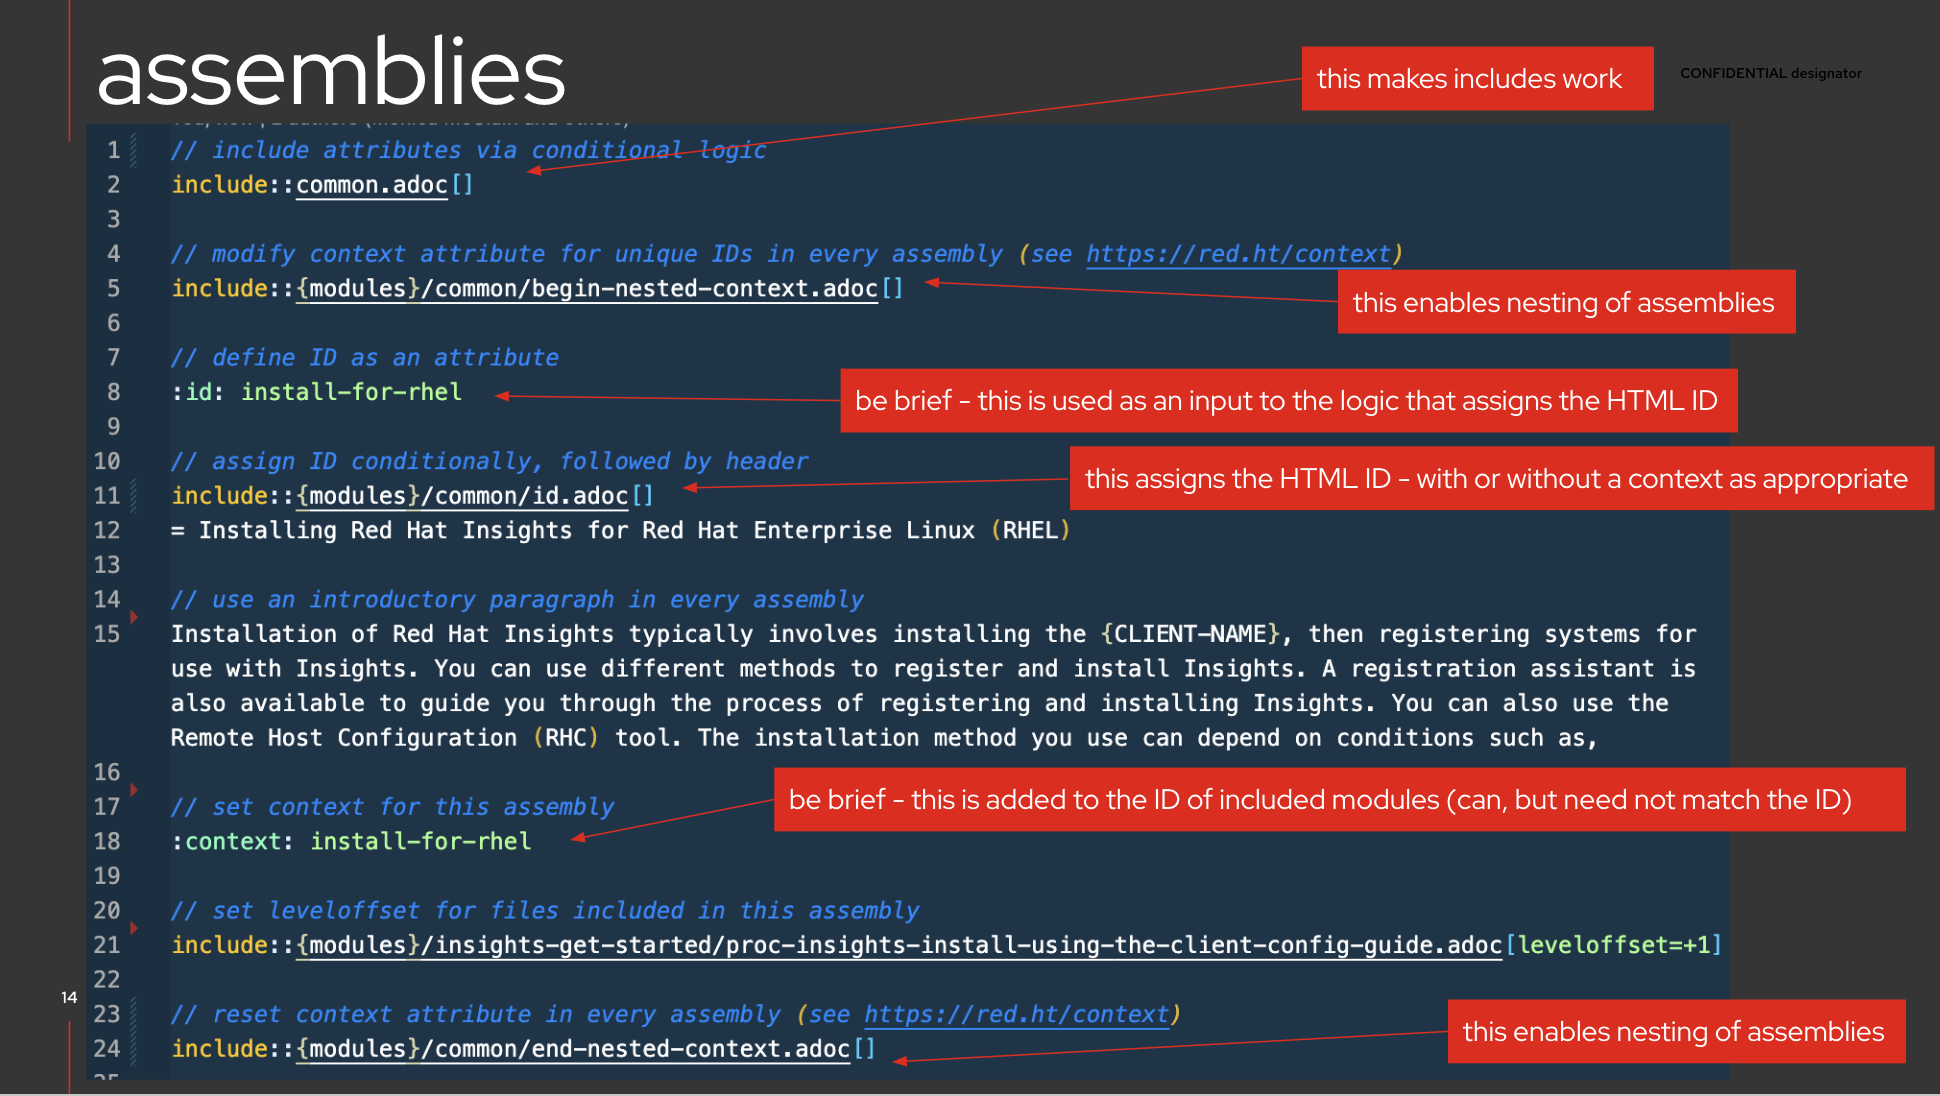 assemblies
this makes includes work
CONFIDENTIAL designator
1 // include attributes via conditional logic
2 include::common.adoc[]
3
4 // modify context attribute for unique IDs in every assembly (see https://red.ht/context)
5 include::{modules}/common/begin-nested-context.adoc[]
this enables nesting of assemblies
6
7 // define ID as an attribute
8 :id: install-for-rhel
be brief - this is used as an input to the logic that assigns the HTML ID
9
10 // assign ID conditionally, followed by header
11 include::{modules}/common/id.adoc[]
this assigns the HTML ID - with or without a context as appropriate
12 = Installing Red Hat Insights for Red Hat Enterprise Linux (RHEL)
13
14 // use an introductory paragraph in every assembly
15 Installation of Red Hat Insights typically involves installing the {CLIENT-NAME}, then registering systems for
use with Insights. You can use different methods to register and install Insights. A registration assistant is
also available to guide you through the process of registering and installing Insights. You can also use the
Remote Host Configuration (RHC) tool. The installation method you use can depend on conditions such as,
16
17 // set context for this assembly
be brief - this is added to the ID of included modules (can, but need not match the ID)
18 :context: install-for-rhel
19
20 // set leveloffset for files included in this assembly
21 include::{modules}/insights-get-started/proc-insights-install-using-the-client-config-guide.adoc[leveloffset=+1]
22
14
23 // reset context attribute in every assembly (see https://red.ht/context)
24 include::{modules}/common/end-nested-context.adoc[]
this enables nesting of assemblies